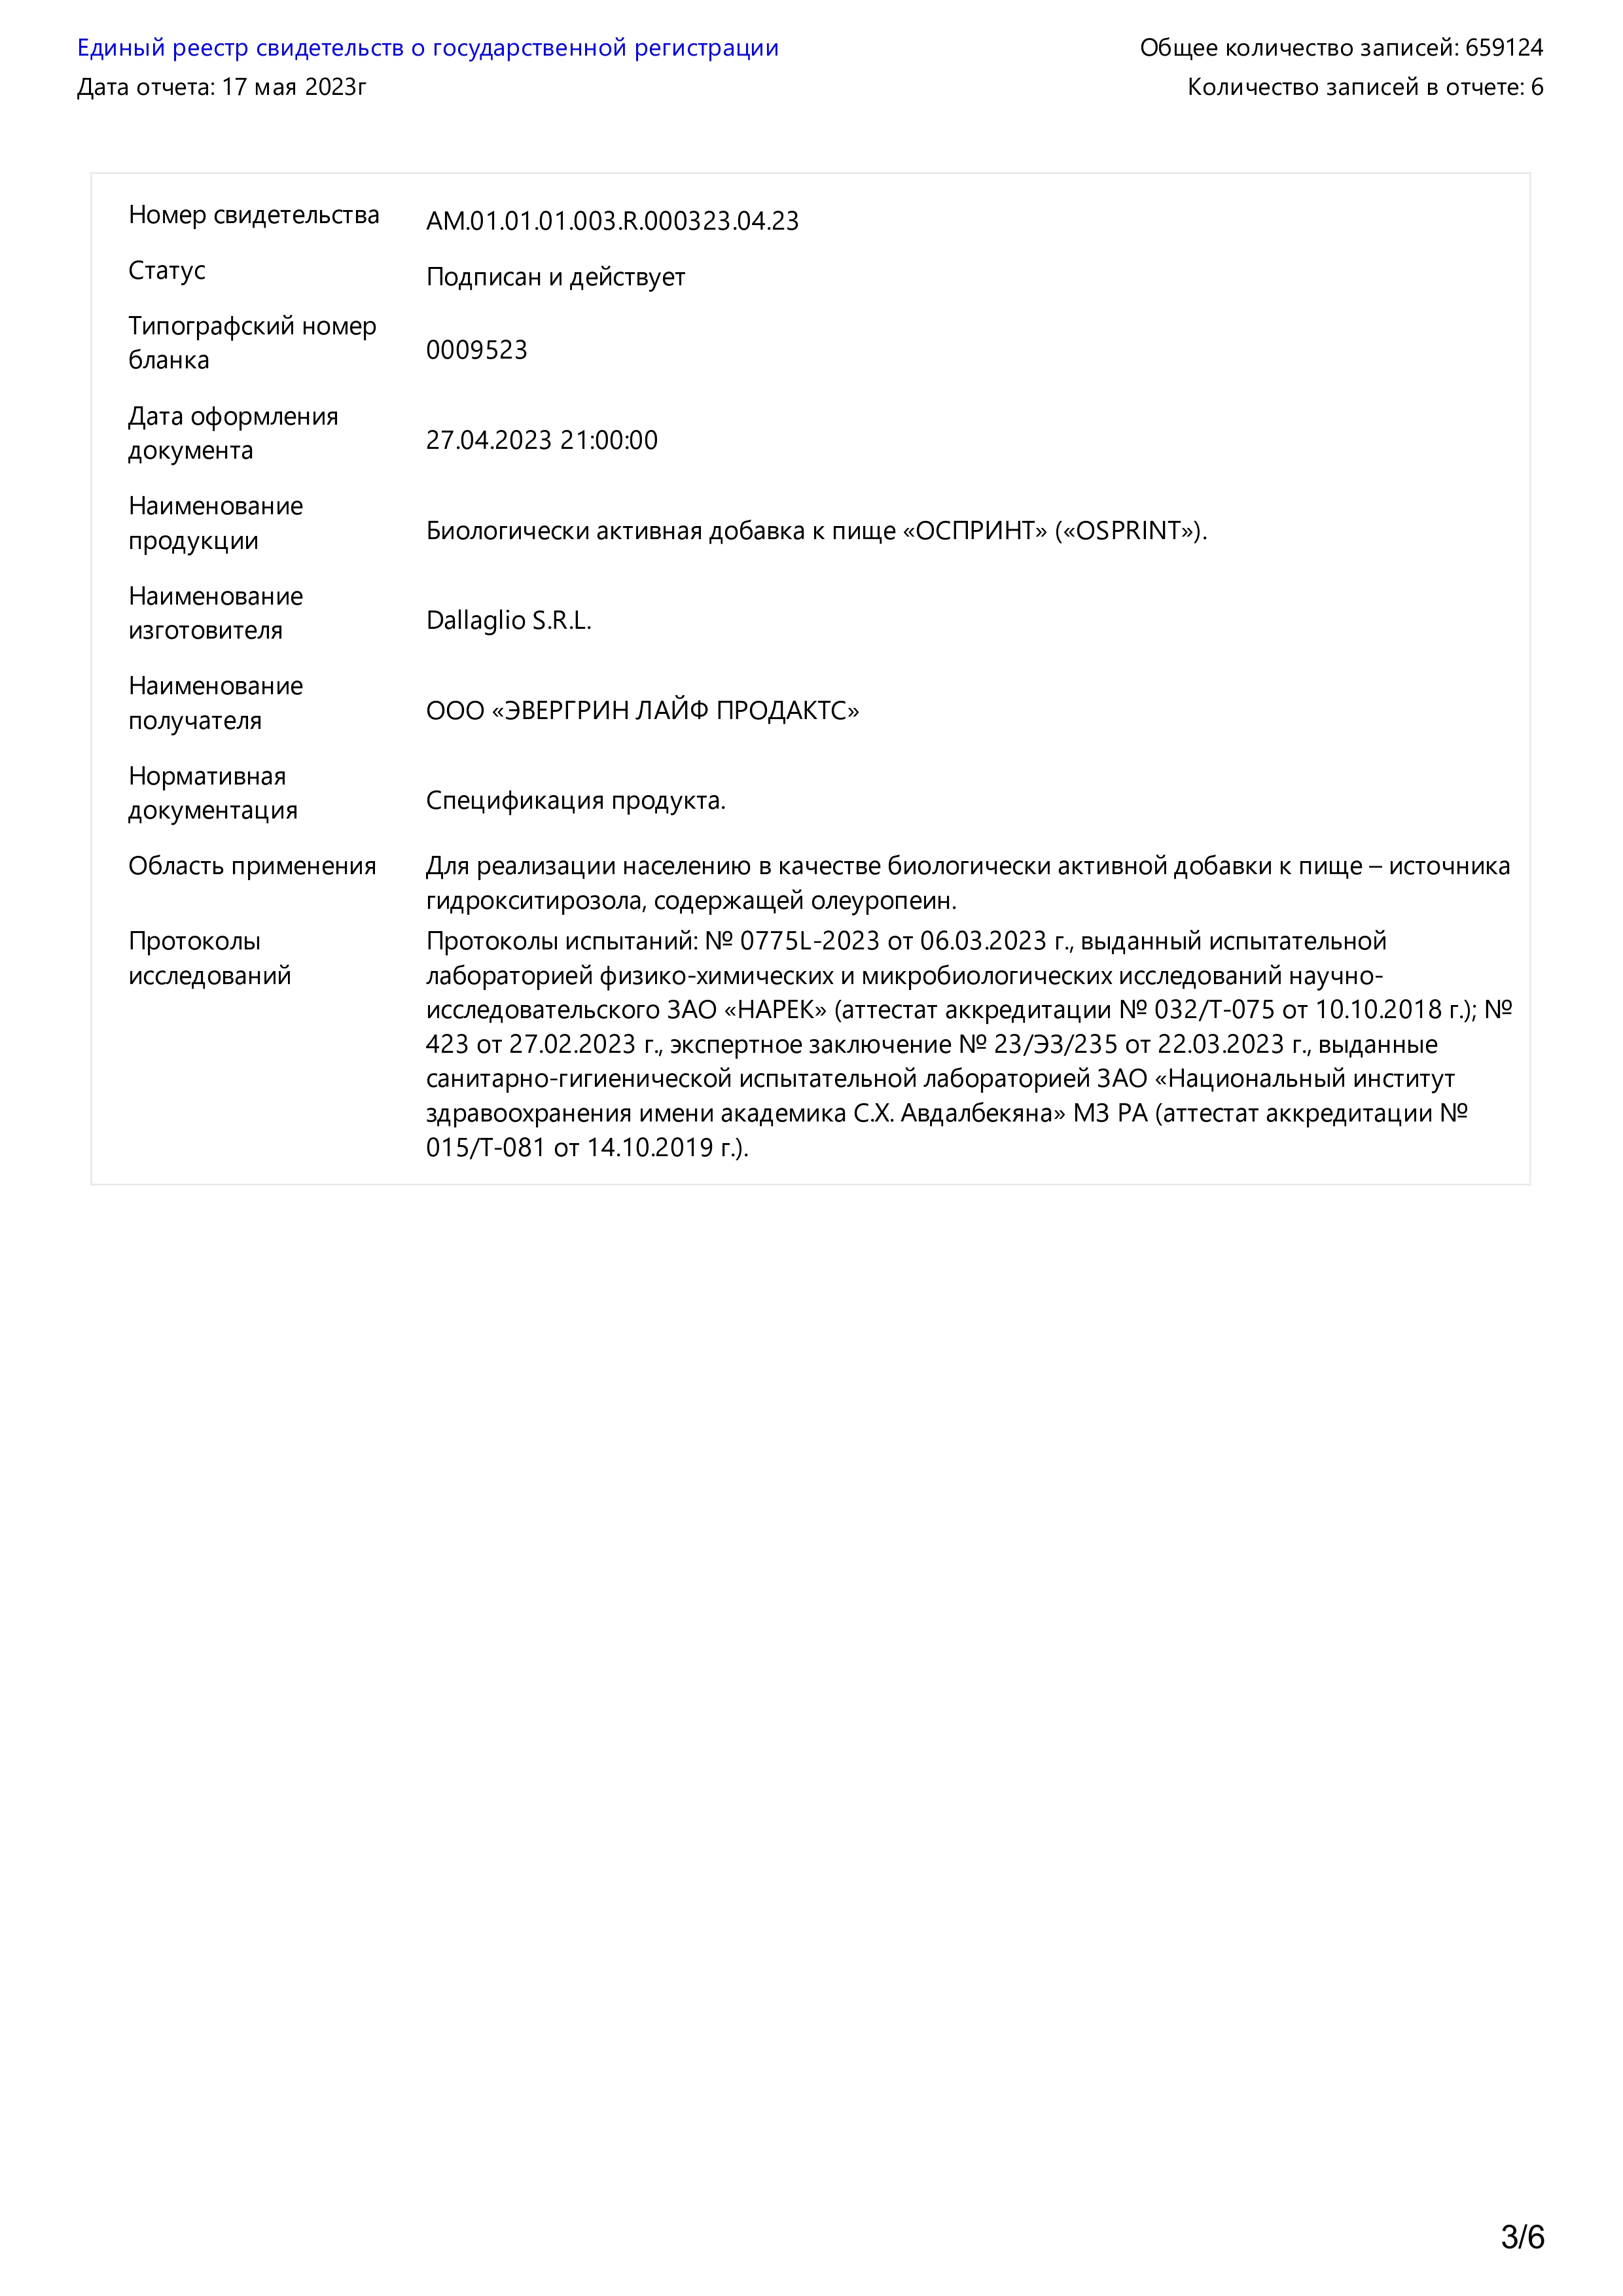 Единый реестр свидетельств о государственной регистрации
Общее количество записей: 659124
Дата отчета: 17 мая 2023г
Количество записей в отчете: 6
Номер свидетельства
AM.01.01.01.003.R.000323.04.23
Статус
Подписан и действует
Типографский номер
бланка
0009523
Дата оформления
документа
27.04.2023 21:00:00
Наименование
продукции
Биологически активная добавка к пище «ОСПРИНТ» («OSPRINT»).
Наименование
изготовителя
Dallaglio S.R.L.
Наименование
получателя
ООО «ЭВЕРГРИН ЛАЙФ ПРОДАКТС»
Нормативная
документация
Спецификация продукта.
Область применения
Для реализации населению в качестве биологически активной добавки к пище – источника
гидрокситирозола, содержащей олеуропеин.
Протоколы
исследований
Протоколы испытаний: № 0775L-2023 от 06.03.2023 г., выданный испытательной
лабораторией физико-химических и микробиологических исследований научно-
исследовательского ЗАО «НАРЕК» (аттестат аккредитации № 032/Т-075 от 10.10.2018 г.); №
423 от 27.02.2023 г., экспертное заключение № 23/ЭЗ/235 от 22.03.2023 г., выданные
санитарно-гигиенической испытательной лабораторией ЗАО «Национальный институт
здравоохранения имени академика С.Х. Авдалбекяна» МЗ РА (аттестат аккредитации №
015/Т-081 от 14.10.2019 г.).
3/6